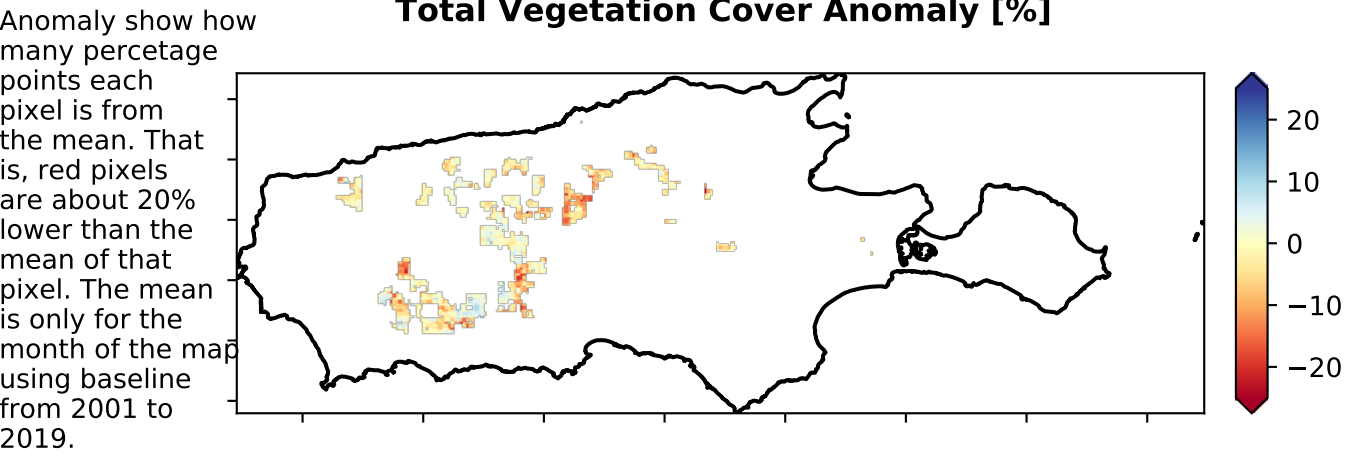 Total Vegetation Cover Anomaly [%]
Anomaly show how
many percetage
points each
pixel is from
the mean. That
is, red pixels
are about 20%
lower than the
mean of that
pixel. The mean
is only for the
month of the map
using baseline
from 2001 to
2019.
20
10
0
−10
−20